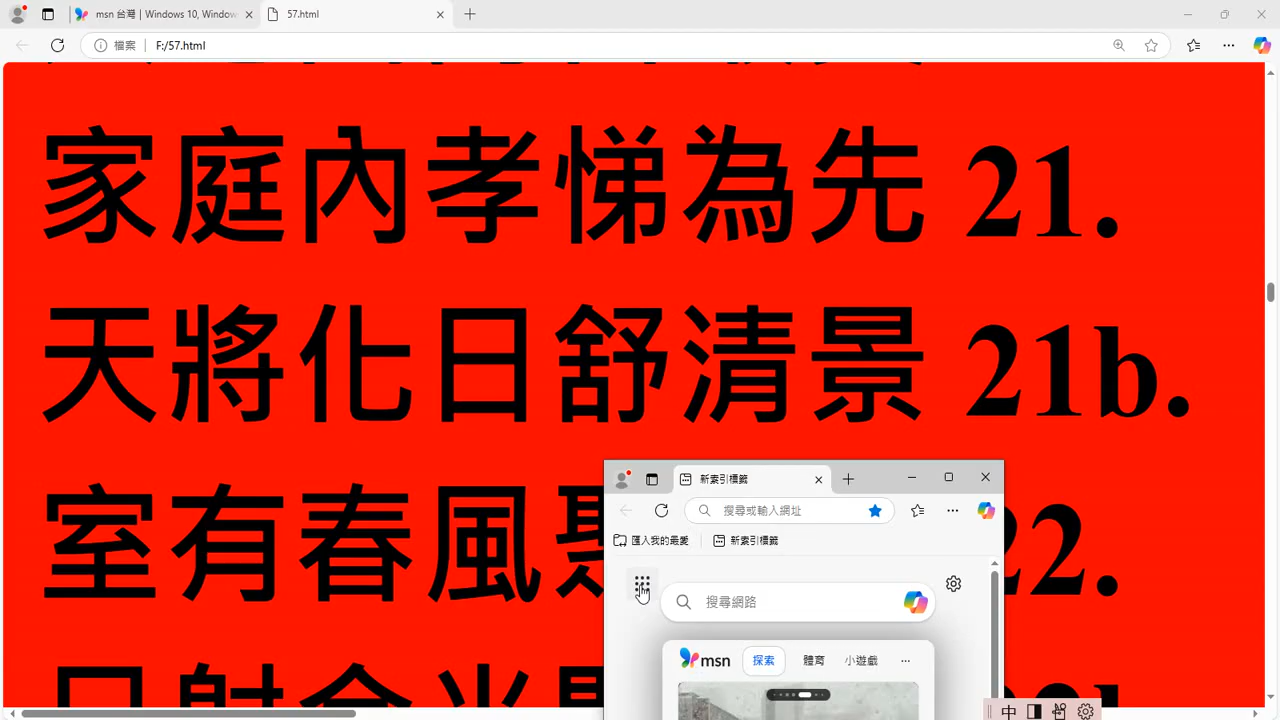 msn 台灣 | Windows 10, Window
57.html
檔案
F:/57.html
家庭內孝悌為先 21.
天將化日舒清景 21b.
室有春風
22.
新索引標籤
搜尋或輸入網址
匯入我的最愛
新索引標籤
搜尋網路
msn
探索
體育
小遊戲
中